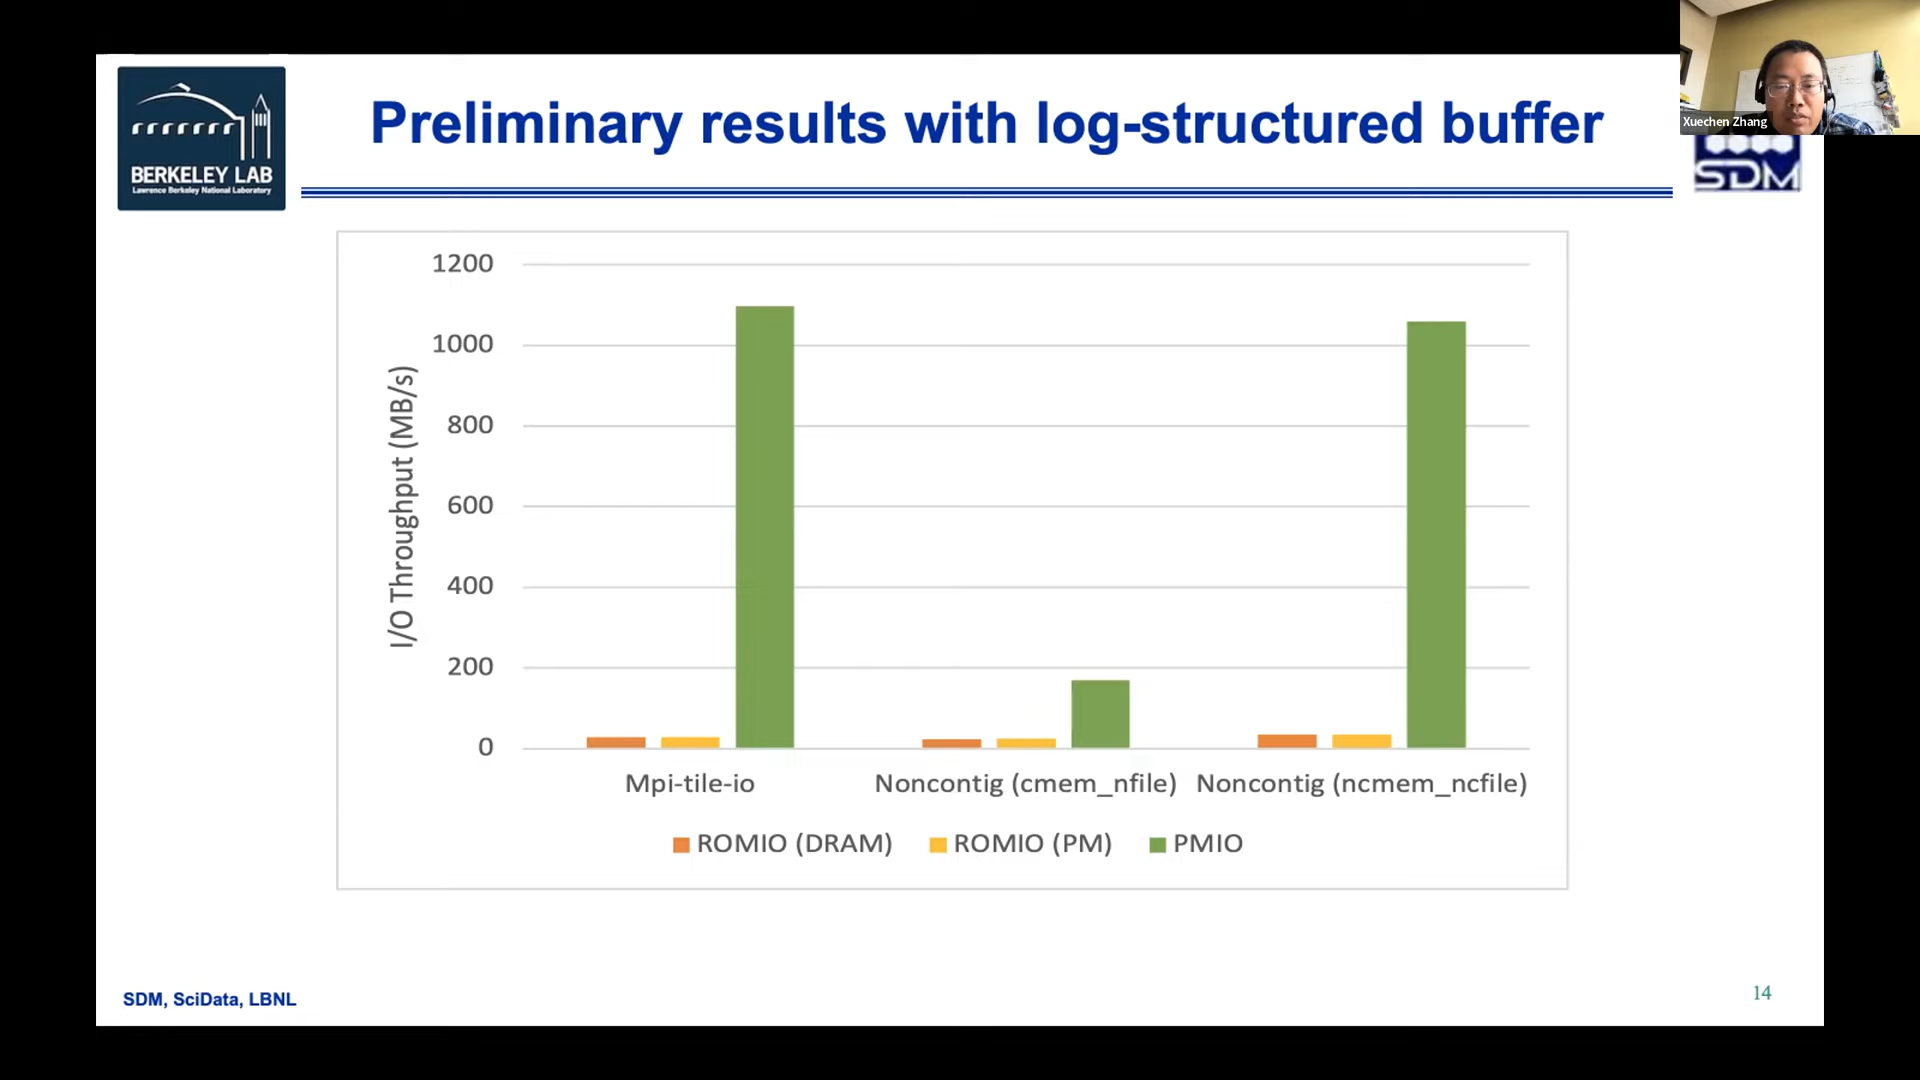 Preliminary results with log-structured buffer
BERKELEY LAB
Lawrence Berkeley National Laboratory
Xuechen Zhang
SDM
1200
1000
800
600
400
200
0
I/O Throughput (MB/s)
Mpi-tile-io
Noncontig (cmem_nfile)
Noncontig (ncmem_ncfile)
ROMIO (DRAM)
ROMIO (PM)
PMIO
SDM, SciData, LBNL
14